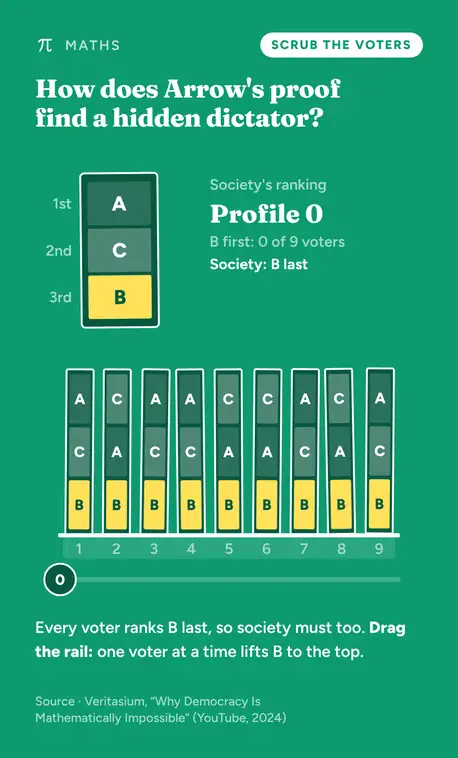 π MATHS
SCRUB THE VOTERS
How does Arrow's proof
find a hidden dictator?
1st A
2nd C
3rd B
Society's ranking
Profile 0
B first: 0 of 9 voters
Society: B last
A C A A C C A C A
C A C C A A C A C
B B B B B B B B B
1 2 3 4 5 6 7 8 9
0
Every voter ranks B last, so society must too. Drag
the rail: one voter at a time lifts B to the top.
Source · Veritasium, “Why Democracy Is
Mathematically Impossible” (YouTube, 2024)